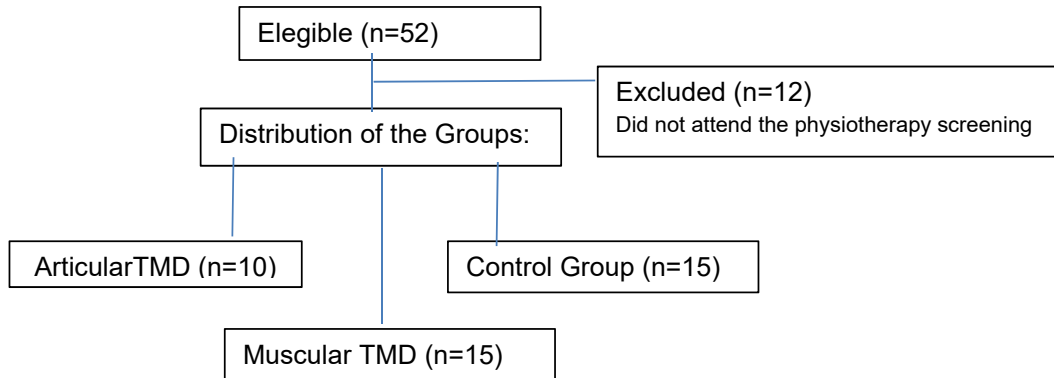 Elegible (n=52)
Excluded (n=12)
Did not attend the physiotherapy screening
Distribution of the Groups:
ArticularTMD (n=10)
Control Group (n=15)
Muscular TMD (n=15)